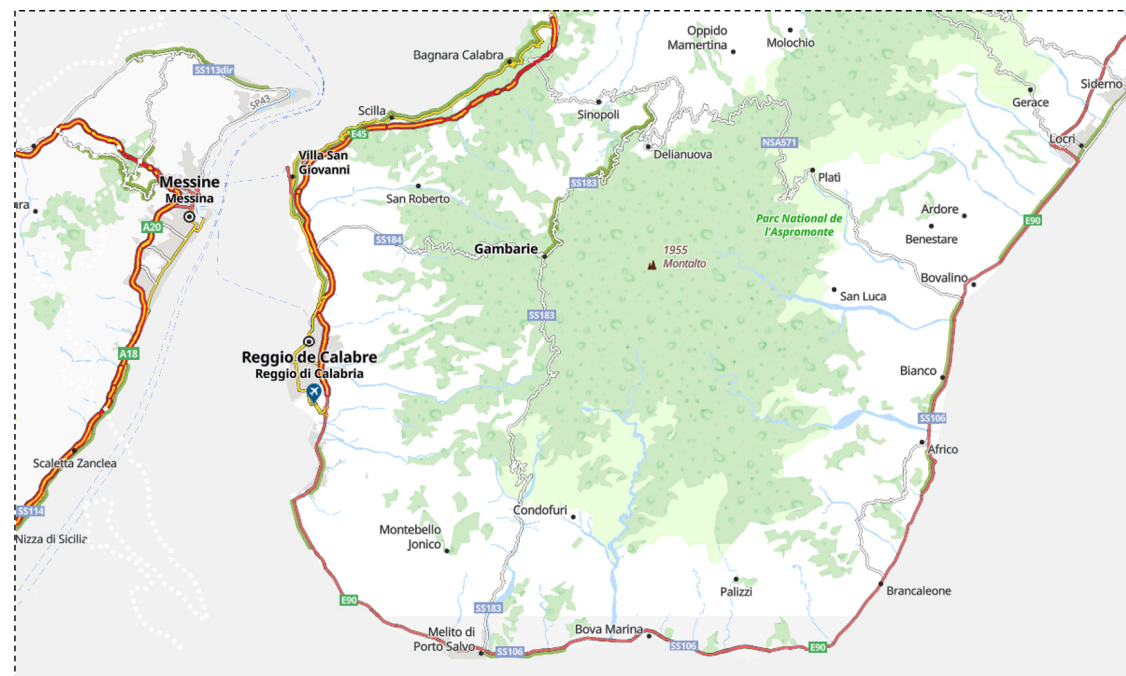 Oppido
Mamertina
Molochio
Bagnara Calabra
SS113dir
SP43
Siderno
Gerace
Scilla
Sinopoli
E45
NSA571
Locri
Delianuova
Villa San
Giovanni
Messine
Messina
San Roberto
SS183
Platì
ara
A20
Parc National de
l'Aspromonte
Ardore
Benestare
E90
SS184
Gambarie
1955
Montalto
Bovalino
San Luca
SS183
A18
Reggio de Calabre
Reggio di Calabria
Bianco
SS106
Africo
Scaletta Zanclea
SS114
Condofuri
Montebello
Jonico
Nizza di Sicilia
Palizzi
Brancaleone
E90
SS183
Melito di
Porto Salvo
Bova Marina
SS106
SS106
E90